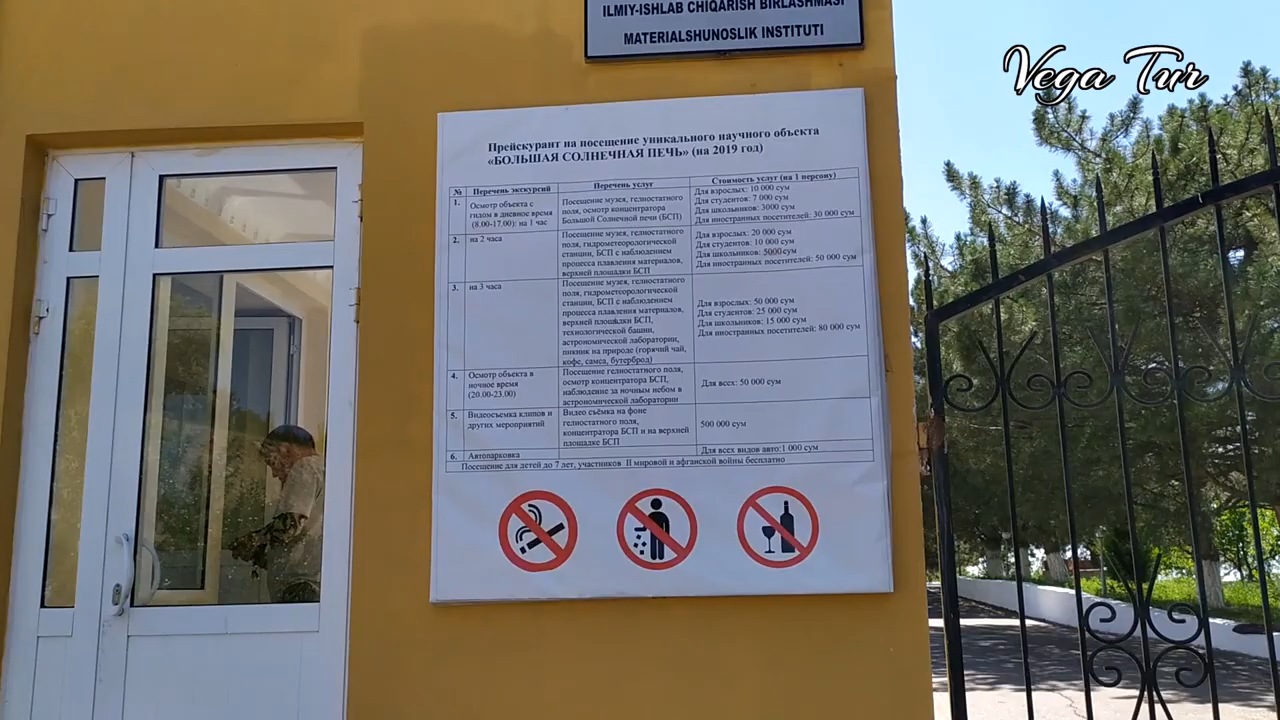 ILMIY-ISHLAB CHIQARISH BIRLASHMASI
MATERIALSHUNOSLIK INSTITUTI
Vega Tur
Прейскурант на посещение уникального научного объекта
«БОЛЬШАЯ СОЛНЕЧНАЯ ПЕЧЬ» (на 2019 год)
№ Перечень экскурсий Перечень услуг Стоимость услуг (на 1 персону)
1. Осмотр объекта с
гидом в дневное время
(8.00-17.00): на 1 час
Посещение музея, гелиостатного
поля, осмотр концентратора
Большой Солнечной печи (БСП)
Для взрослых: 10 000 сум
Для студентов: 7 000 сум
Для школьников: 3000 сум
Для иностранных посетителей: 30 000 сум
2. на 2 часа
Посещение музея, гелиостатного
поля, гидрометеорологической
станции, БСП с наблюдением
процесса плавления материалов,
верхней площадки БСП
Для взрослых: 20 000 сум
Для студентов: 10 000 сум
Для школьников: 5000 сум
Для иностранных посетителей: 50 000 сум
3. на 3 часа
Посещение музея, гелиостатного
поля, гидрометеорологической
станции, БСП с наблюдением
процесса плавления материалов,
верхней площадки БСП,
технологической башни,
астрономической лаборатории,
пикник на природе (горячий чай,
кофе, самса, бутерброд)
Для взрослых: 50 000 сум
Для студентов: 25 000 сум
Для школьников: 15 000 сум
Для иностранных посетителей: 80 000 сум
4. Осмотр объекта в
ночное время
(20.00-23.00)
Посещение гелиостатного поля,
осмотр концентратора БСП,
наблюдение за ночным небом в
астрономической лаборатории
Для всех: 50 000 сум
5. Видеосъемка клипов и
других мероприятий
Видео съёмка на фоне
гелиостатного поля,
концентратора БСП и на верхней
площадке БСП
500 000 сум
6. Автопарковка Для всех видов авто:1 000 сум
Посещение для детей до 7 лет, участников II мировой и афганской войны бесплатно